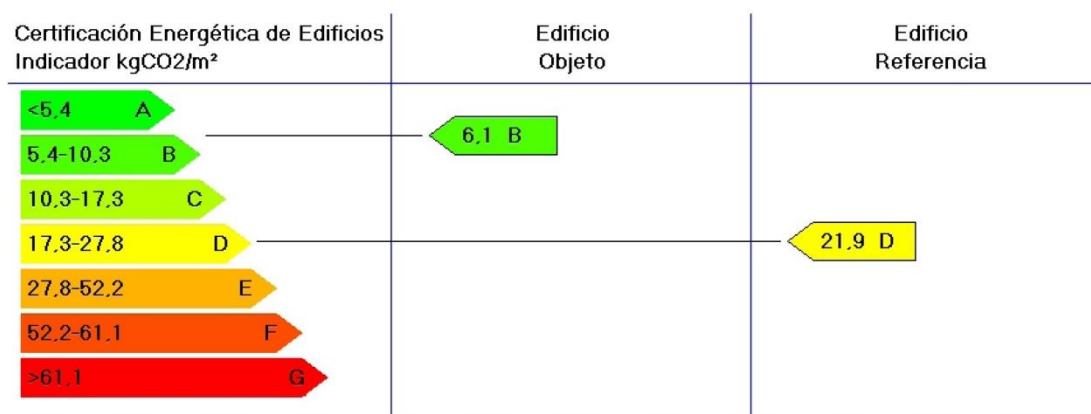 Certificación Energética de Edificios
Indicador kgCO2/m²
Edificio
Objeto
Edificio
Referencia
<5,4 A
5,4-10,3 B
10,3-17,3 C
17,3-27,8 D
27,8-52,2 E
52,2-61,1 F
>61,1 G
6,1 B
21,9 D